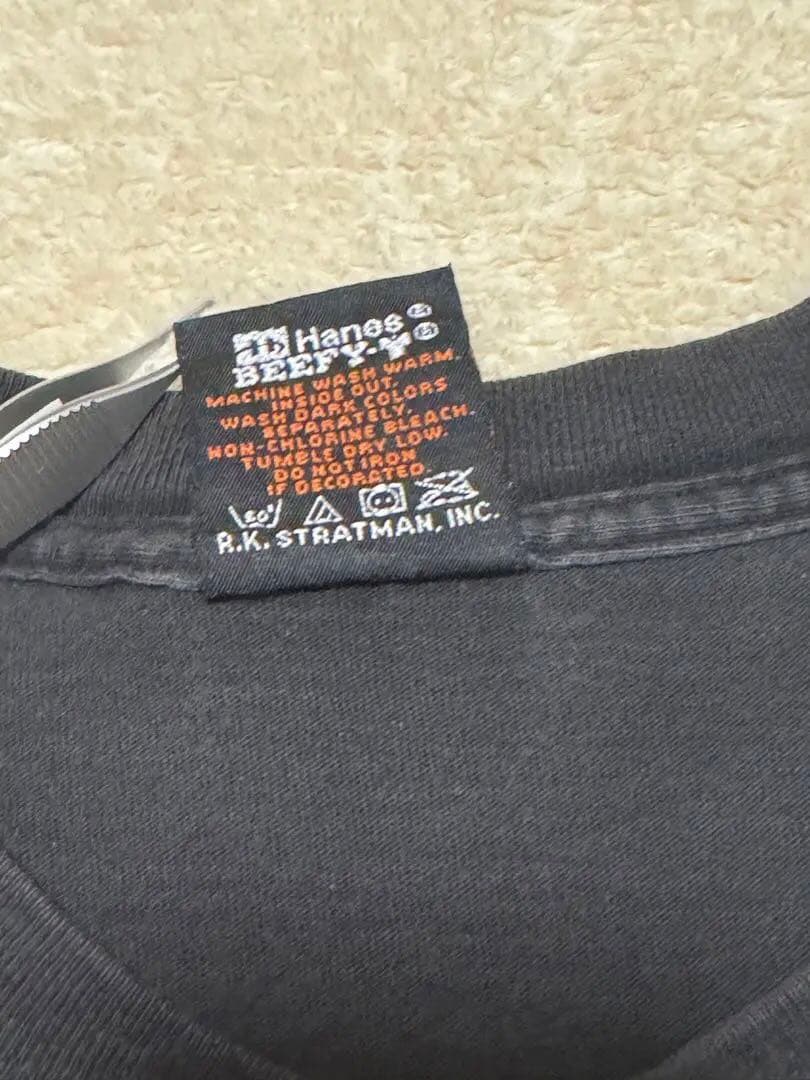 Hanes®
BEEFY-T®
MACHINE WASH WARM.
INSIDE OUT.
WASH DARK COLORS
SEPARATELY.
NON-CHLORINE BLEACH.
TUMBLE DRY LOW.
DO NOT IRON
IF DECORATED.
R.K. STRATMAN, INC.